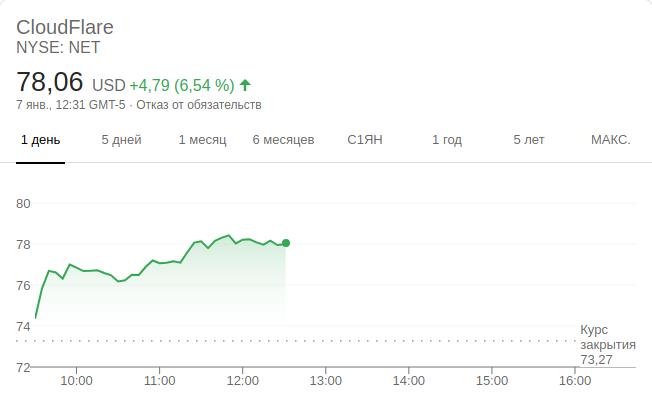 CloudFlare
NYSE: NET
78,06 USD +4,79 (6,54 %)
7 янв., 12:31 GMT-5 · Отказ от обязательств
1 день 5 дней 1 месяц 6 месяцев С1ЯН 1 год 5 лет МАКС.
80
78
76
74
Курс
закрытия
73,27
72
10:00 11:00 12:00 13:00 14:00 15:00 16:00